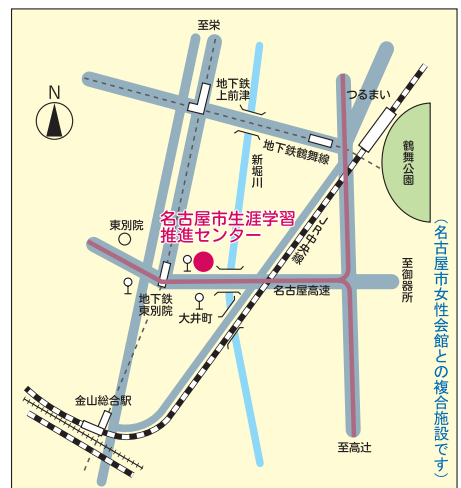 至栄
N
地下鉄
上前津
つるまい
地下鉄鶴舞線
鶴舞公園
新堀川
東別院
名古屋市生涯学習
推進センター
JR中央線
至御器所
地下鉄
東別院
大井町
名古屋高速
金山総合駅
至高辻
（名古屋市女性会館との複合施設です）